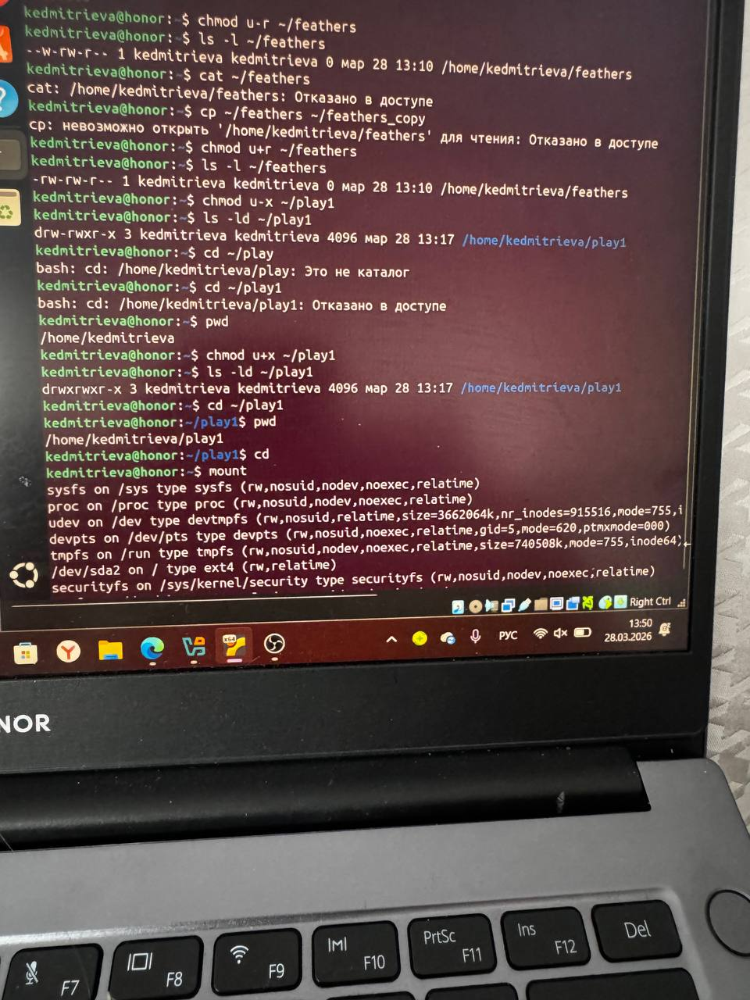 kedmitrieva@honor:~$ chmod u-r ~/feathers
kedmitrieva@honor:~$ ls -l ~/feathers
--w-rw-r-- 1 kedmitrieva kedmitrieva 0 мар 28 13:10 /home/kedmitrieva/feathers
kedmitrieva@honor:~$ cat ~/feathers
cat: /home/kedmitrieva/feathers: Отказано в доступе
kedmitrieva@honor:~$ cp ~/feathers ~/feathers_copy
cp: невозможно открыть '/home/kedmitrieva/feathers' для чтения: Отказано в доступе
kedmitrieva@honor:~$ chmod u+r ~/feathers
kedmitrieva@honor:~$ ls -l ~/feathers
-rw-rw-r-- 1 kedmitrieva kedmitrieva 0 мар 28 13:10 /home/kedmitrieva/feathers
kedmitrieva@honor:~$ chmod u-x ~/play1
kedmitrieva@honor:~$ ls -ld ~/play1
drw-rwxr-x 3 kedmitrieva kedmitrieva 4096 мар 28 13:17 /home/kedmitrieva/play1
kedmitrieva@honor:~$ cd ~/play
bash: cd: /home/kedmitrieva/play: Это не каталог
kedmitrieva@honor:~$ cd ~/play1
bash: cd: /home/kedmitrieva/play1: Отказано в доступе
kedmitrieva@honor:~$ pwd
/home/kedmitrieva
kedmitrieva@honor:~$ chmod u+x ~/play1
kedmitrieva@honor:~$ ls -ld ~/play1
drwxrwxr-x 3 kedmitrieva kedmitrieva 4096 мар 28 13:17 /home/kedmitrieva/play1
kedmitrieva@honor:~$ cd ~/play1
kedmitrieva@honor:~/play1$ pwd
/home/kedmitrieva/play1
kedmitrieva@honor:~/play1$ cd
kedmitrieva@honor:~$ mount
sysfs on /sys type sysfs (rw,nosuid,nodev,noexec,relatime)
proc on /proc type proc (rw,nosuid,nodev,noexec,relatime)
udev on /dev type devtmpfs (rw,nosuid,relatime,size=3662064k,nr_inodes=915516,mode=755,i
devpts on /dev/pts type devpts (rw,nosuid,noexec,relatime,gid=5,mode=620,ptmxmode=000)
tmpfs on /run type tmpfs (rw,nosuid,nodev,noexec,relatime,size=740508k,mode=755,inode64)
/dev/sda2 on / type ext4 (rw,relatime)
securityfs on /sys/kernel/security type securityfs (rw,nosuid,nodev,noexec,relatime)
Right Ctrl
x64
РУС
13:50
28.03.2026
NOR
F7
F8
F9
F10
PrtSc F11
Ins F12
Del